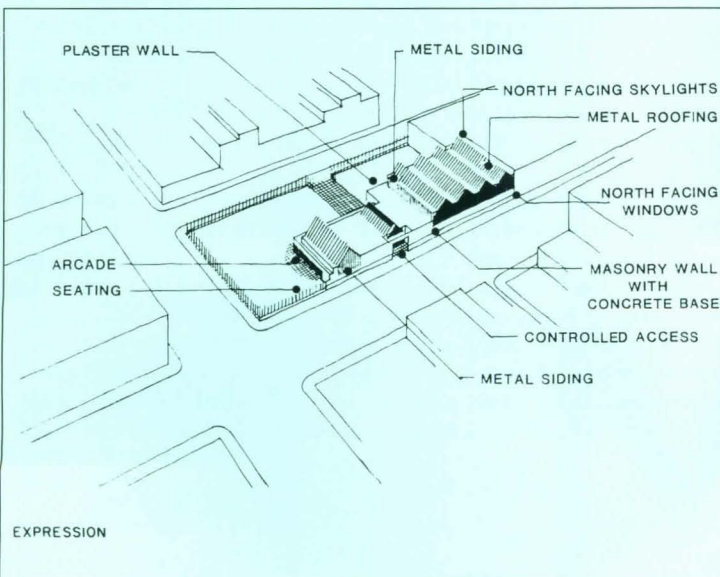 PLASTER WALL
METAL SIDING
NORTH FACING SKYLIGHTS
METAL ROOFING
NORTH FACING
WINDOWS
ARCADE
SEATING
MASONRY WALL
WITH
CONCRETE BASE
CONTROLLED ACCESS
METAL SIDING
EXPRESSION